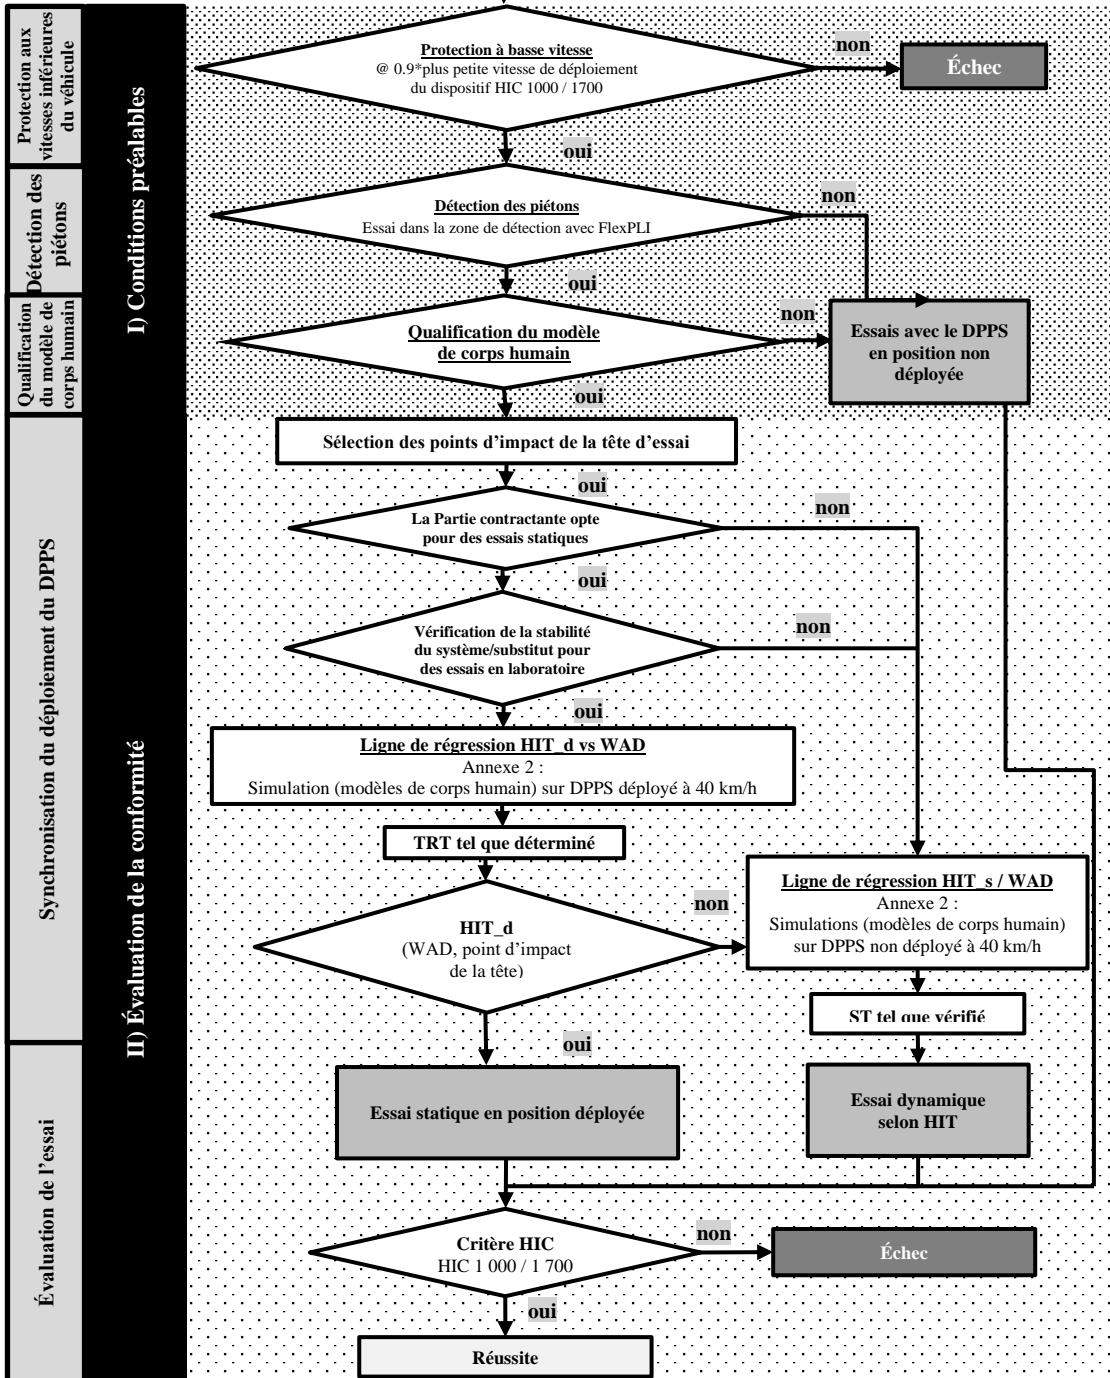 Protection aux
vitesses inférieures
du véhicule
Détection des
piétons
Qualification
du modèle de
corps humain
Synchronisation du déploiement du DPPS
Évaluation de l'essai
I) Conditions préalables
II) Évaluation de la conformité
Protection à basse vitesse
@ 0.9*plus petite vitesse de déploiement
du dispositif HIC 1000 / 1700
non
Échec
oui
Détection des piétons
Essai dans la zone de détection avec FlexPLI
non
oui
Qualification du modèle
de corps humain
non
Essais avec le DPPS
en position non
déployée
oui
Sélection des points d'impact de la tête d'essai
oui
La Partie contractante opte
pour des essais statiques
non
oui
Vérification de la stabilité
du système/substitut pour
des essais en laboratoire
non
oui
Ligne de régression HIT_d vs WAD
Annexe 2 :
Simulation (modèles de corps humain) sur DPPS déployé à 40 km/h
TRT tel que déterminé
HIT_d
(WAD, point d'impact
de la tête)
non
Ligne de régression HIT_s / WAD
Annexe 2 :
Simulations (modèles de corps humain)
sur DPPS non déployé à 40 km/h
ST tel que vérifié
oui
Essai statique en position déployée
Essai dynamique
selon HIT
Critère HIC
HIC 1 000 / 1 700
non
Échec
oui
Réussite